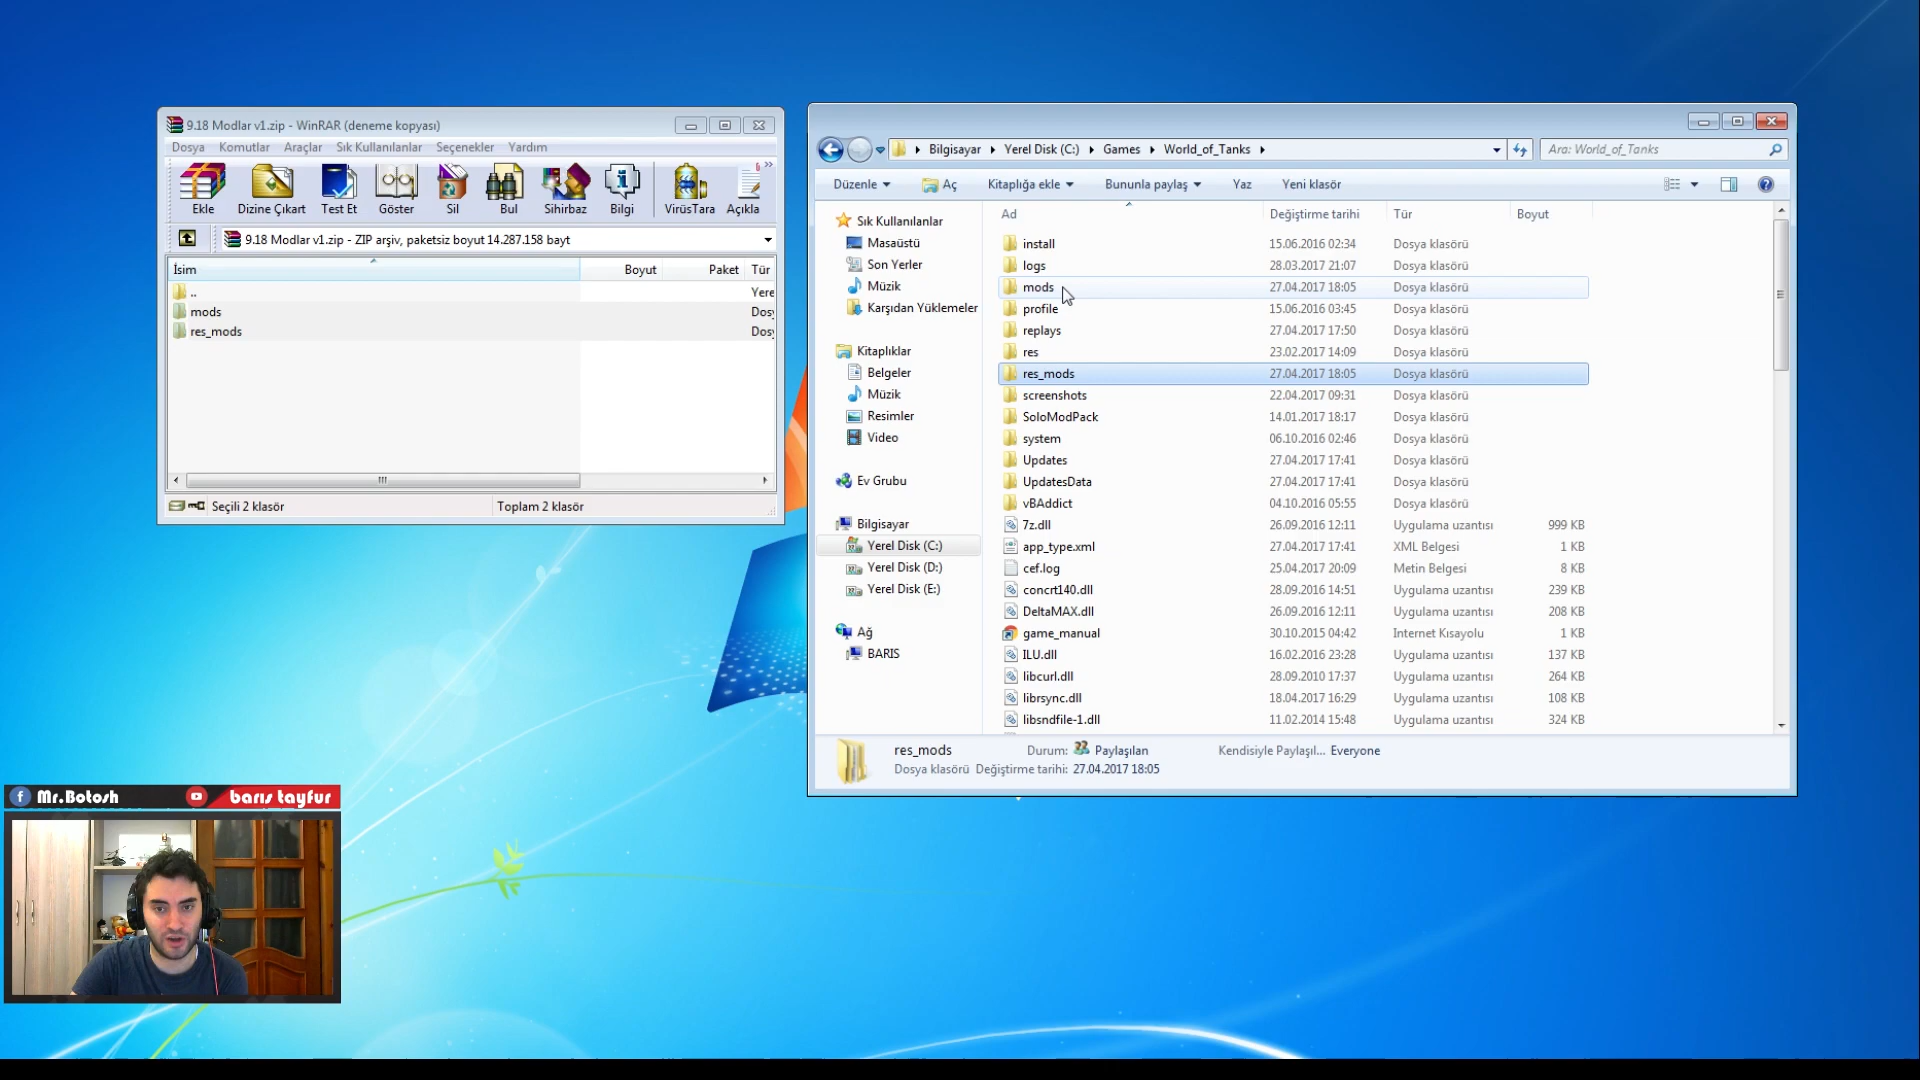 9.18 Modlar v1.zip - WinRAR (deneme kopyası)
Dosya Komutlar Araçlar Sık Kullanılanlar Seçenekler Yardım
Ekle Dizine Çıkart Test Et Göster Sil Bul Sihirbaz Bilgi VirüsTara Açıkla
9.18 Modlar v1.zip - ZIP arşiv, paketsiz boyut 14.287.158 bayt
İsim Boyut Paket Tür
.. Yere
mods Dos
res_mods Dos
Seçili 2 klasör Toplam 2 klasör
Bilgisayar Yerel Disk (C:) Games World_of_Tanks
Ara: World_of_Tanks
Düzenle Aç Kitaplığa ekle Bununla paylaş Yaz Yeni klasör
Sık Kullanılanlar
Masaüstü
Son Yerler
Müzik
Karşıdan Yüklemeler
Kitaplıklar
Belgeler
Müzik
Resimler
Video
Ev Grubu
Bilgisayar
Yerel Disk (C:)
Yerel Disk (D:)
Yerel Disk (E:)
Ağ
BARIS
Ad Değiştirme tarihi Tür Boyut
install 15.06.2016 02:34 Dosya klasörü
logs 28.03.2017 21:07 Dosya klasörü
mods 27.04.2017 18:05 Dosya klasörü
profile 15.06.2016 03:45 Dosya klasörü
replays 27.04.2017 17:50 Dosya klasörü
res 23.02.2017 14:09 Dosya klasörü
res_mods 27.04.2017 18:05 Dosya klasörü
screenshots 22.04.2017 09:31 Dosya klasörü
SoloModPack 14.01.2017 18:17 Dosya klasörü
system 06.10.2016 02:46 Dosya klasörü
Updates 27.04.2017 17:41 Dosya klasörü
UpdatesData 27.04.2017 17:41 Dosya klasörü
vBAddict 04.10.2016 05:55 Dosya klasörü
7z.dll 26.09.2016 12:11 Uygulama uzantısı 999 KB
app_type.xml 27.04.2017 17:41 XML Belgesi 1 KB
cef.log 25.04.2017 20:09 Metin Belgesi 8 KB
concrt140.dll 28.09.2016 14:51 Uygulama uzantısı 239 KB
DeltaMAX.dll 26.09.2016 12:11 Uygulama uzantısı 208 KB
game_manual 30.10.2015 04:42 Internet Kısayolu 1 KB
ILU.dll 16.02.2016 23:28 Uygulama uzantısı 137 KB
libcurl.dll 28.09.2010 17:37 Uygulama uzantısı 264 KB
librsync.dll 18.04.2017 16:29 Uygulama uzantısı 108 KB
libsndfile-1.dll 11.02.2014 15:48 Uygulama uzantısı 324 KB
res_mods Durum: Paylaşılan Kendisiyle Paylaşıl... Everyone
Dosya klasörü Değiştirme tarihi: 27.04.2017 18:05
Mr.Botosh barıs tayfur